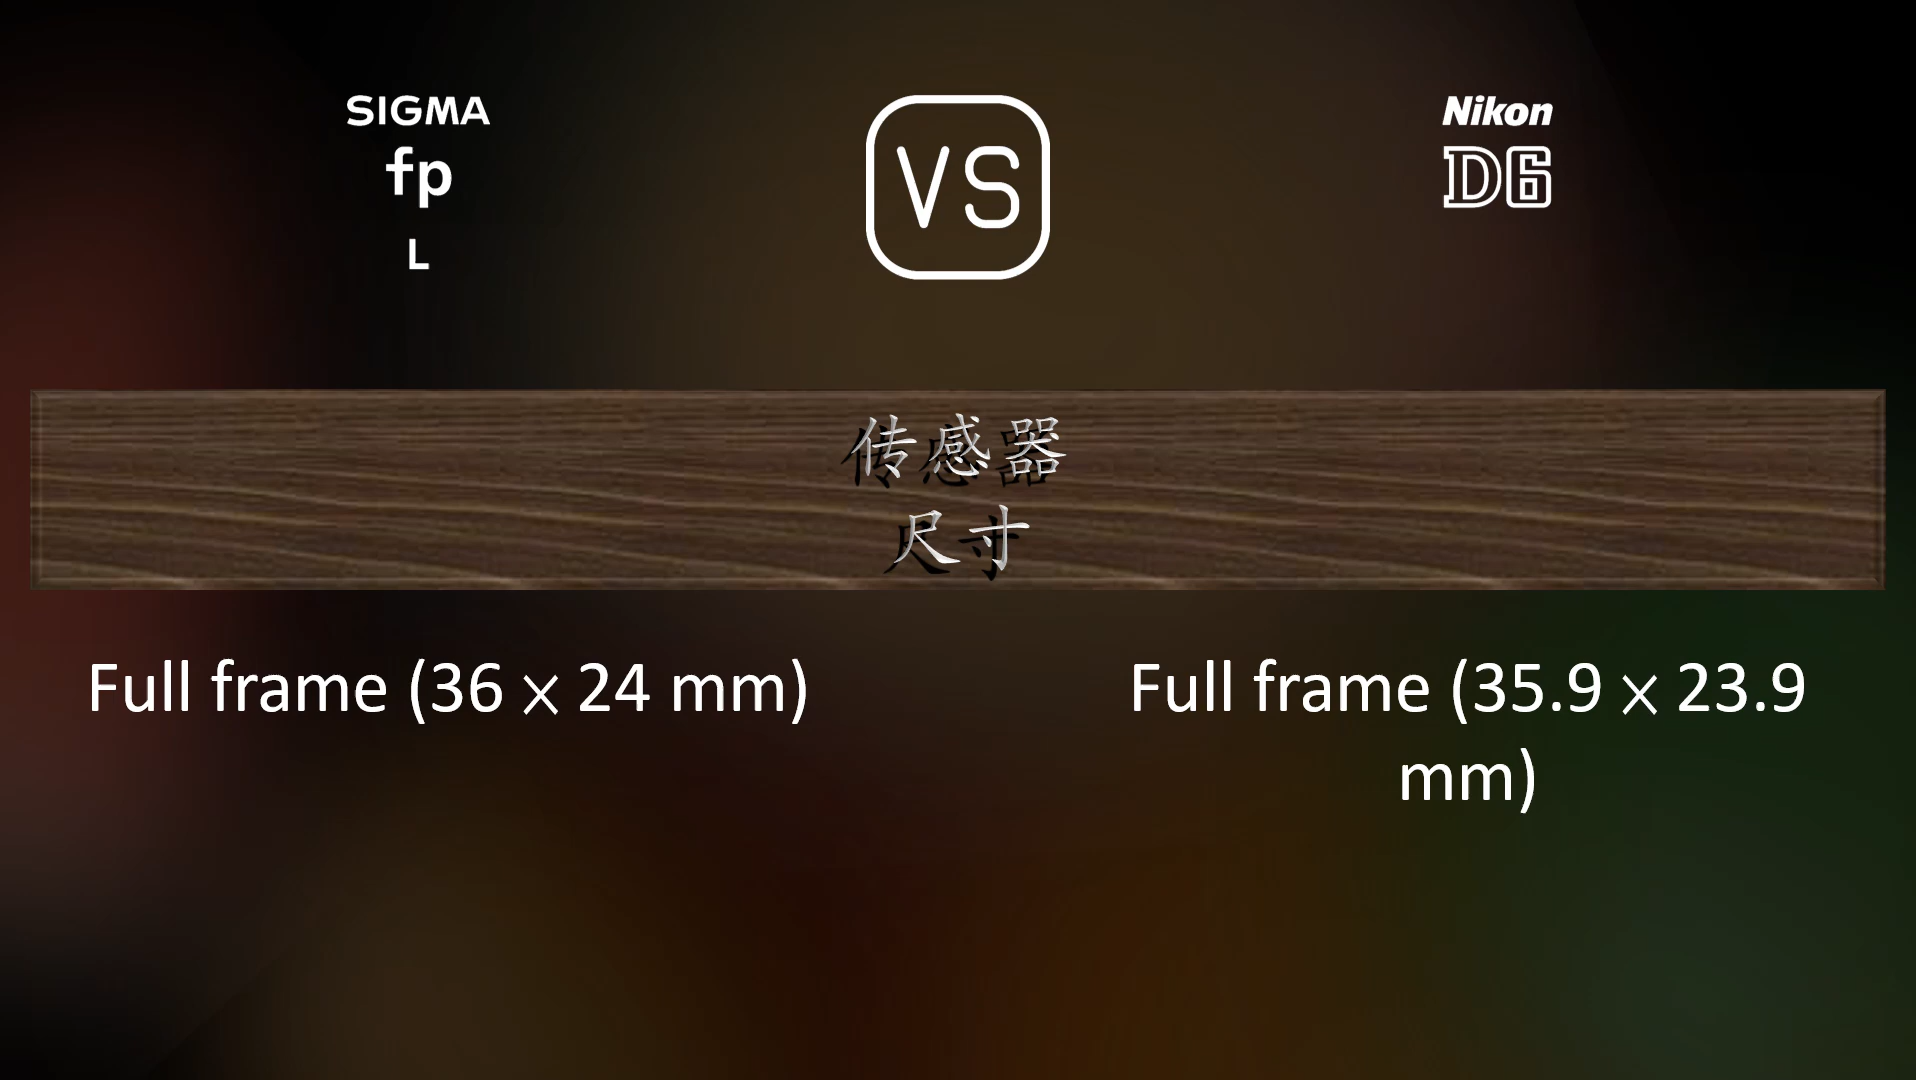 SIGMA
fp
L
VS
Nikon
D6
传感器
尺寸
Full frame (36 x 24 mm)
Full frame (35.9 x 23.9
mm)